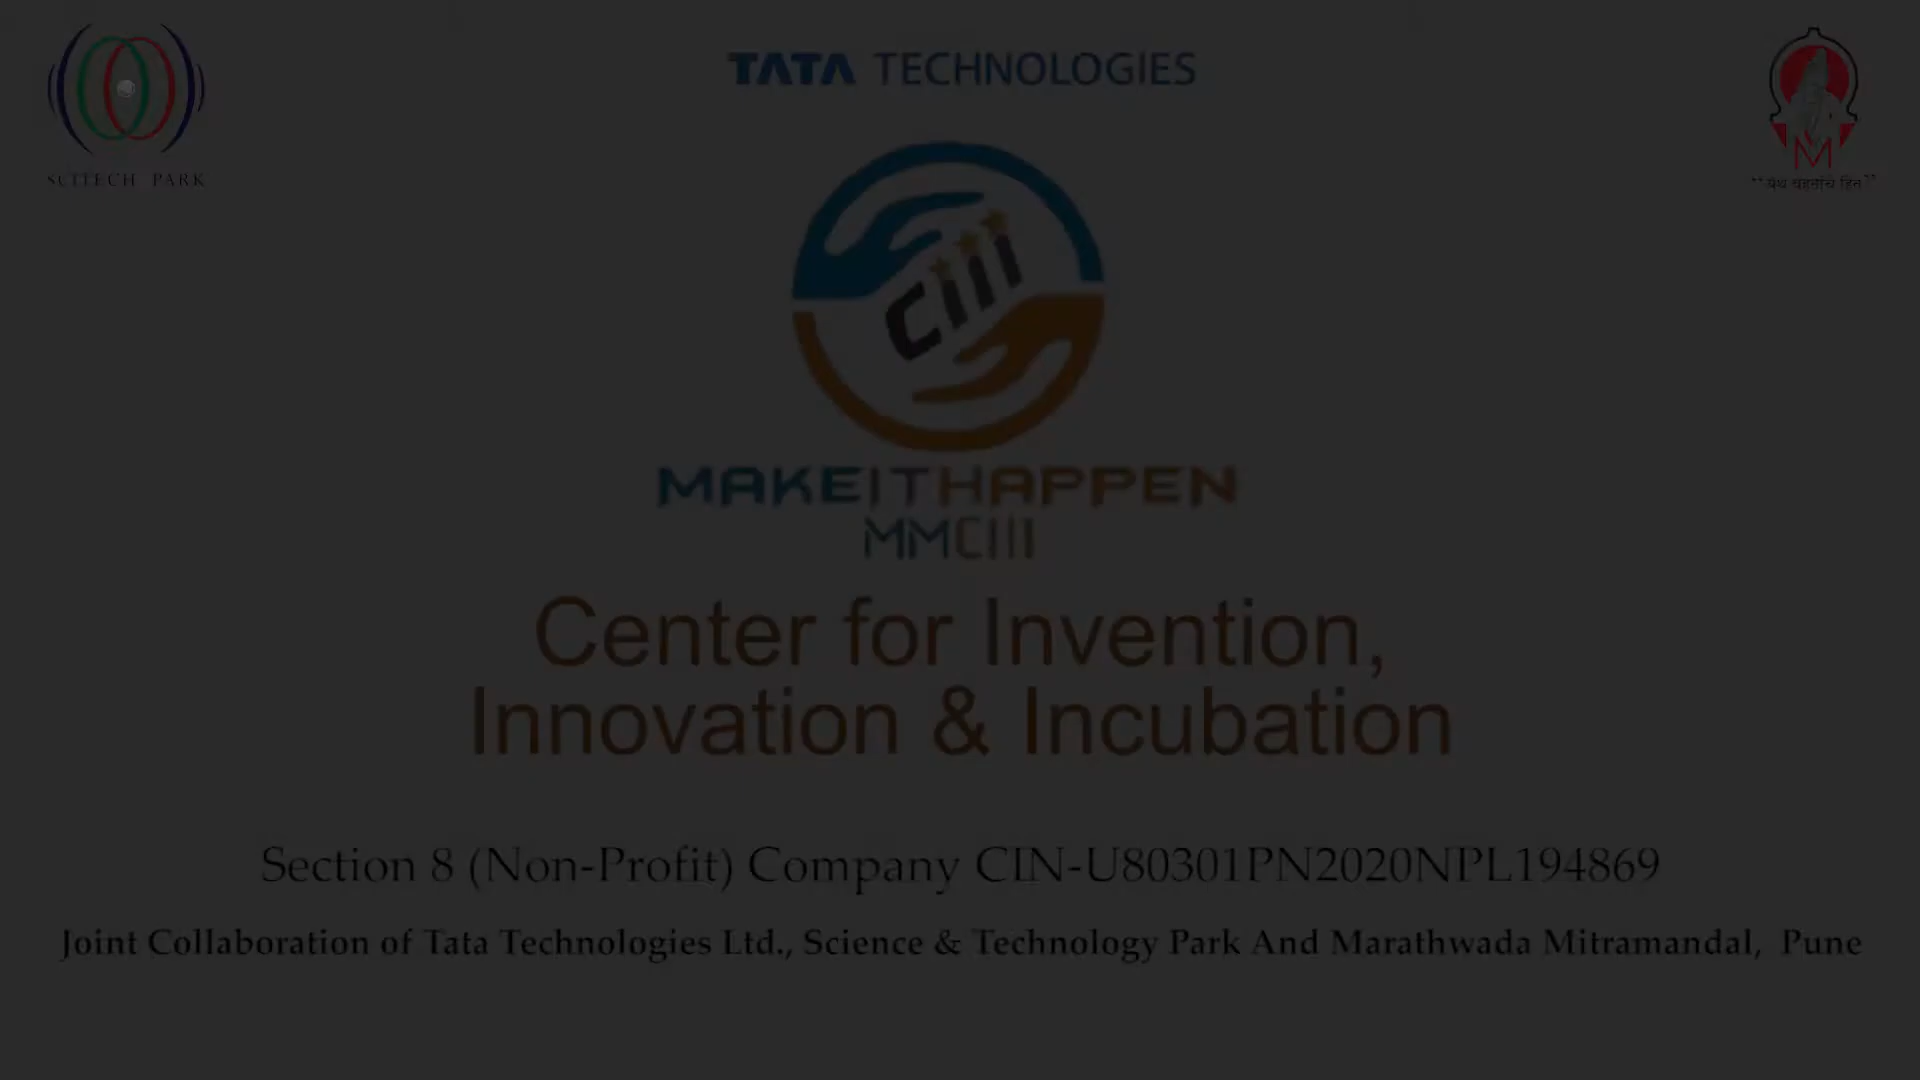 TATA TECHNOLOGIES
SCITECH PARK
"येथ बहुतांचे हित"
CIII
MAKEITHAPPEN
MMCIII
Center for Invention,
Innovation & Incubation
Section 8 (Non-Profit) Company CIN-U80301PN2020NPL194869
Joint Collaboration of Tata Technologies Ltd., Science & Technology Park And Marathwada Mitramandal, Pune